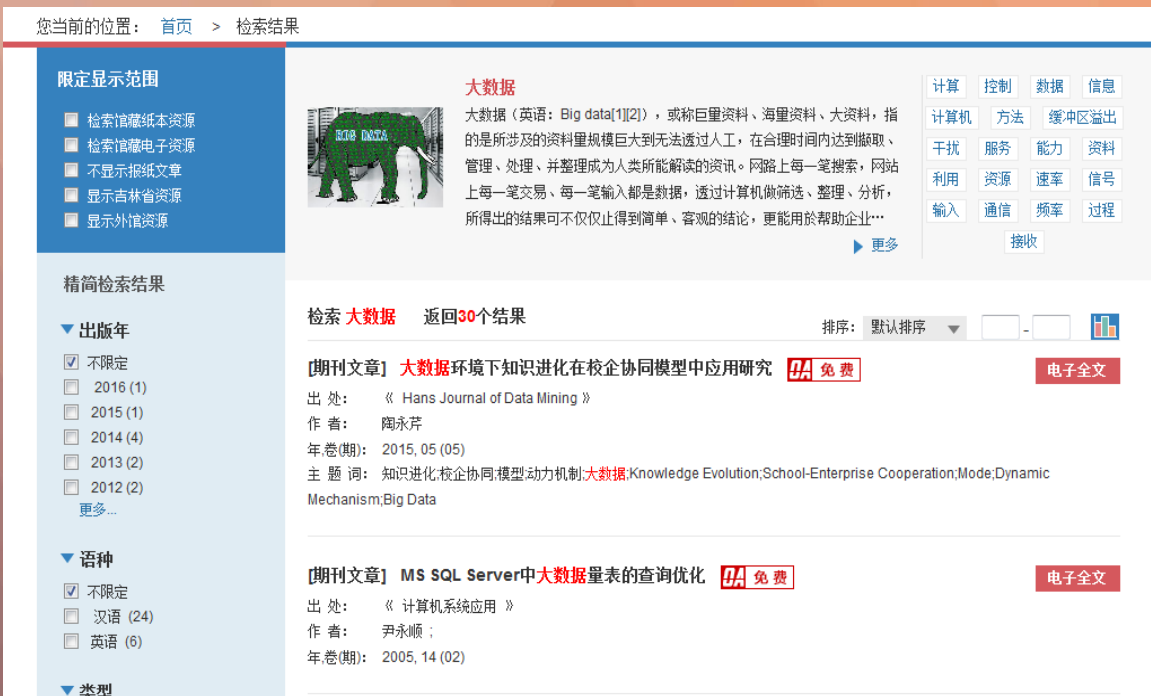 您当前的位置： 首页 > 检索结果
限定显示范围
检索馆藏纸本资源
检索馆藏电子资源
不显示报纸文章
显示吉林省资源
显示外馆资源
精简检索结果
出版年
不限定
2016 (1)
2015 (1)
2014 (4)
2013 (2)
2012 (2)
更多...
语种
不限定
汉语 (24)
英语 (6)
类型
BIG DATA
大数据
大数据（英语：Big data[1][2]），或称巨量资料、海量资料、大资料，指
的是所涉及的资料量规模巨大到无法透过人工，在合理时间内达到撷取、
管理、处理、并整理成为人类所能解读的资讯。网路上每一笔搜索，网站
上每一笔交易、每一笔输入都是数据，透过计算机做筛选、整理、分析，
所得出的结果可不仅仅止得到简单、客观的结论，更能用於帮助企业…
更多
计算 控制 数据 信息
计算机 方法 缓冲区溢出
干扰 服务 能力 资料
利用 资源 速率 信号
输入 通信 频率 过程
接收
检索 大数据 返回30个结果
排序： 默认排序 -
[期刊文章] 大数据环境下知识进化在校企协同模型中应用研究 OA 免费 电子全文
出 处： 《 Hans Journal of Data Mining 》
作 者： 陶永芹
年,卷(期)： 2015, 05 (05)
主 题 词: 知识进化;校企协同;模型;动力机制;大数据;Knowledge Evolution;School-Enterprise Cooperation;Mode;Dynamic
Mechanism;Big Data
[期刊文章] MS SQL Server中大数据量表的查询优化 OA 免费 电子全文
出 处： 《 计算机系统应用 》
作 者： 尹永顺 ;
年,卷(期)： 2005, 14 (02)